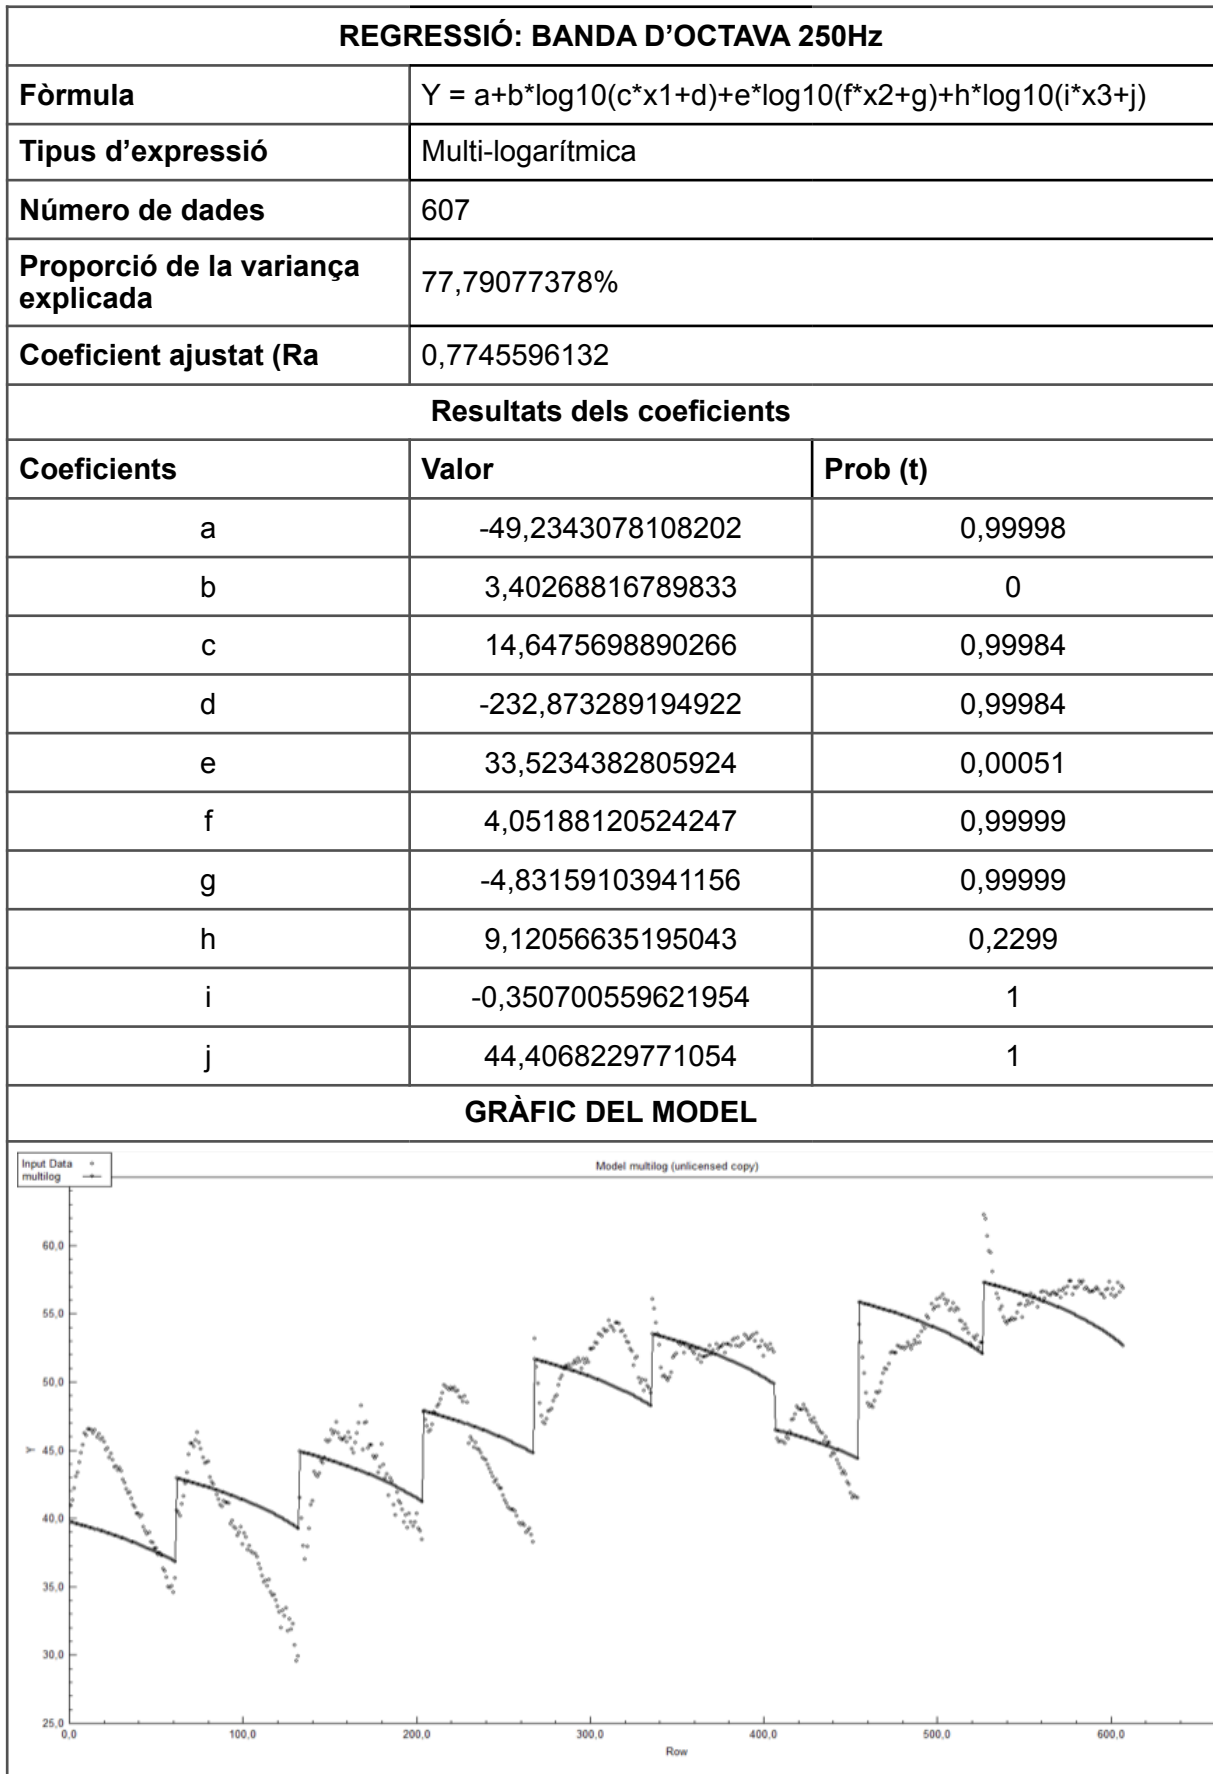 REGRESSIÓ: BANDA D'OCTAVA 250Hz
Fòrmula Y = a+b*log10(c*x1+d)+e*log10(f*x2+g)+h*log10(i*x3+j)
Tipus d'expressió Multi-logarítmica
Número de dades 607
Proporció de la variança
explicada 77,79077378%
Coeficient ajustat (Ra 0,7745596132
Resultats dels coeficients
Coeficients Valor Prob (t)
a -49,2343078108202 0,99998
b 3,40268816789833 0
c 14,6475698890266 0,99984
d -232,873289194922 0,99984
e 33,5234382805924 0,00051
f 4,05188120524247 0,99999
g -4,83159103941156 0,99999
h 9,12056635195043 0,2299
i -0,350700559621954 1
j 44,4068229771054 1
GRÀFIC DEL MODEL
Input Data
multilog
Model multilog (unlicensed copy)
60,0
55,0
50,0
45,0
Y
40,0
35,0
30,0
25,0
0,0 100,0 200,0 300,0 400,0 500,0 600,0
Row